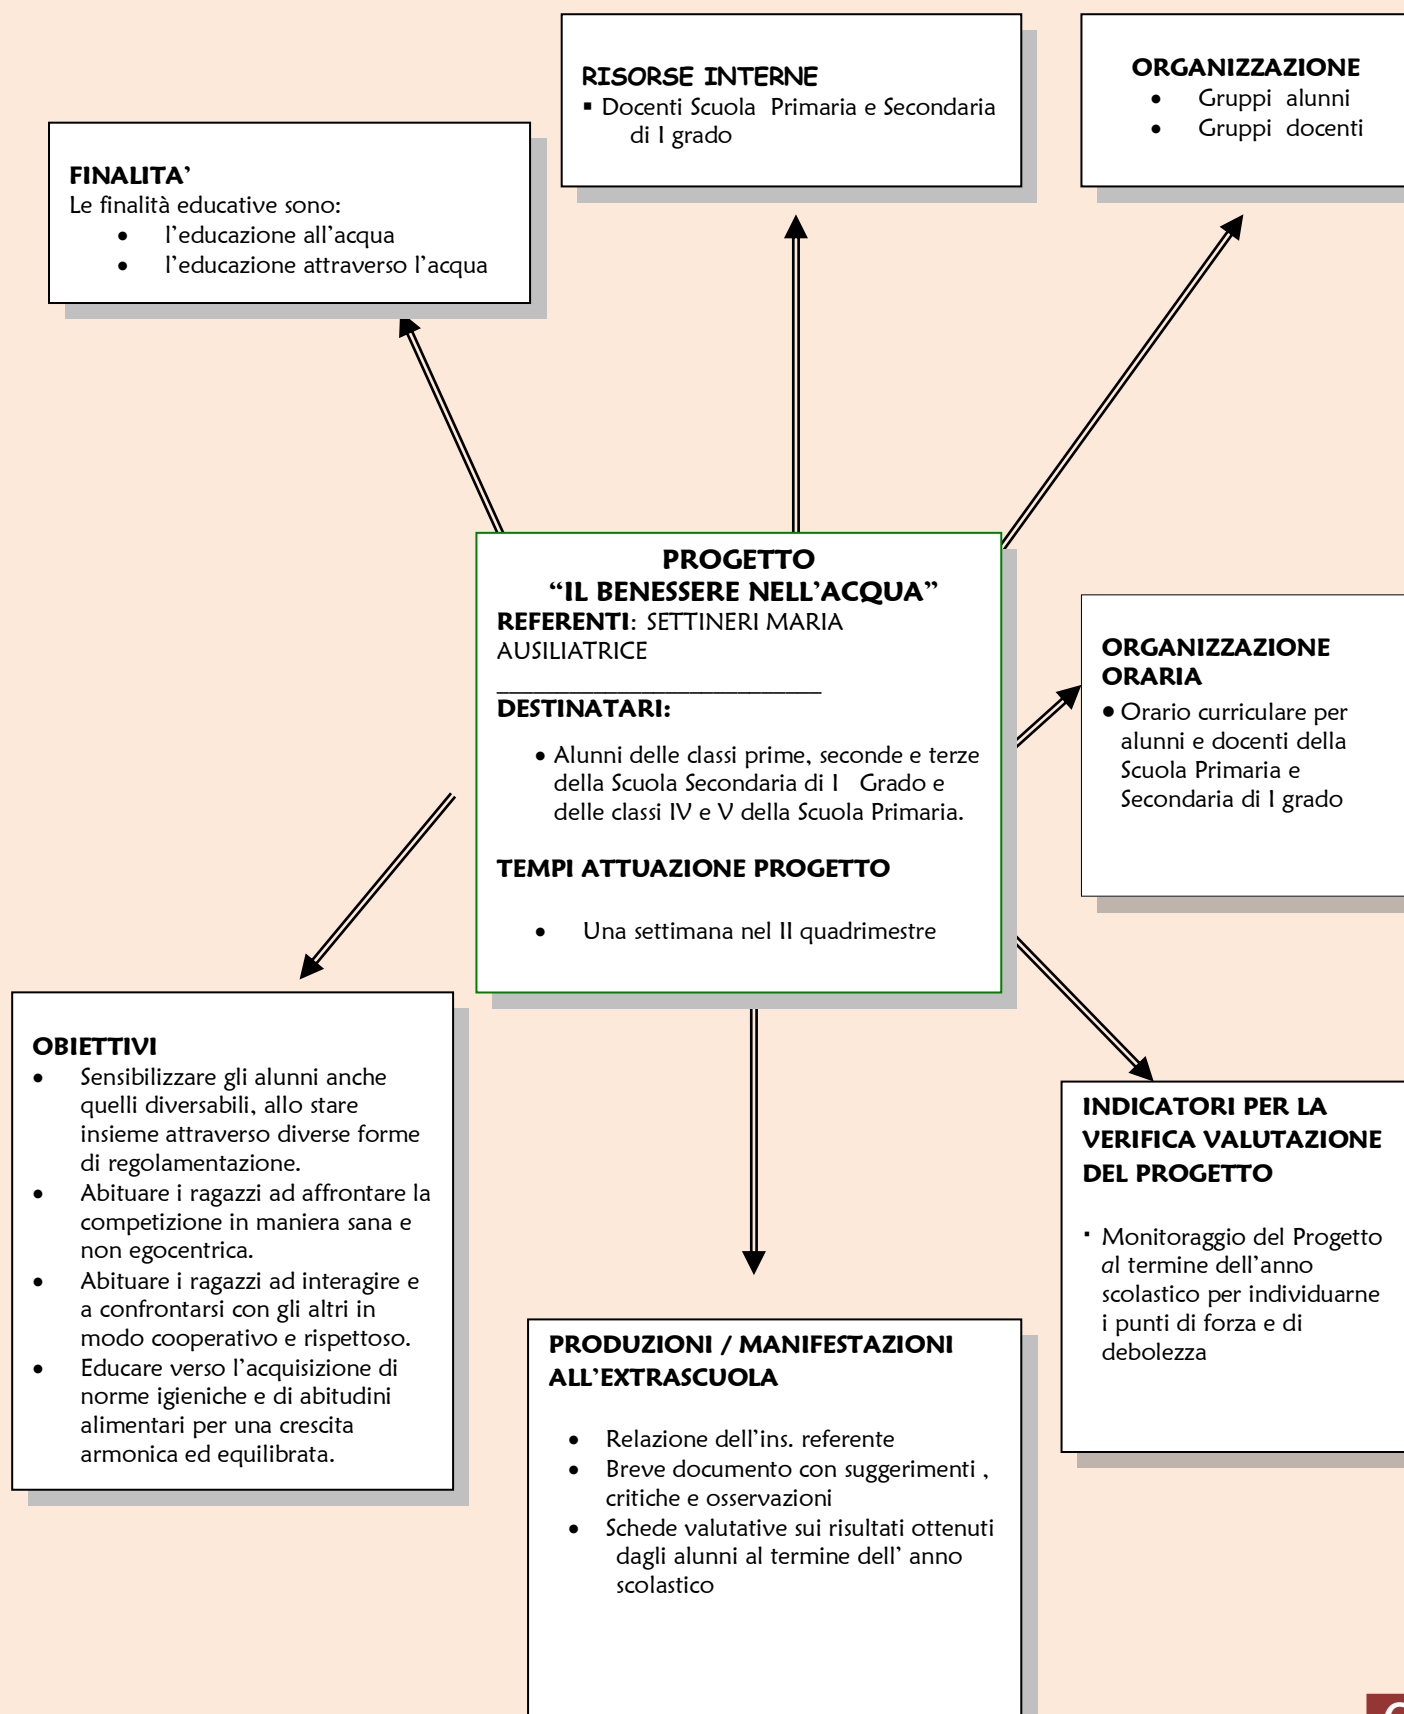 RISORSE INTERNE
▪ Docenti Scuola Primaria e Secondaria
di I grado
ORGANIZZAZIONE
• Gruppi alunni
• Gruppi docenti
FINALITA’
Le finalità educative sono:
• l’educazione all’acqua
• l’educazione attraverso l’acqua
PROGETTO
“IL BENESSERE NELL’ACQUA”
REFERENTI: SETTINERI MARIA
AUSILIATRICE
___________________________
DESTINATARI:
• Alunni delle classi prime, seconde e terze
della Scuola Secondaria di I Grado e
delle classi IV e V della Scuola Primaria.
TEMPI ATTUAZIONE PROGETTO
• Una settimana nel II quadrimestre
ORGANIZZAZIONE
ORARIA
• Orario curriculare per
alunni e docenti della
Scuola Primaria e
Secondaria di I grado
OBIETTIVI
• Sensibilizzare gli alunni anche
quelli diversabili, allo stare
insieme attraverso diverse forme
di regolamentazione.
• Abituare i ragazzi ad affrontare la
competizione in maniera sana e
non egocentrica.
• Abituare i ragazzi ad interagire e
a confrontarsi con gli altri in
modo cooperativo e rispettoso.
• Educare verso l’acquisizione di
norme igieniche e di abitudini
alimentari per una crescita
armonica ed equilibrata.
INDICATORI PER LA
VERIFICA VALUTAZIONE
DEL PROGETTO
▪ Monitoraggio del Progetto
al termine dell’anno
scolastico per individuarne
i punti di forza e di
debolezza
PRODUZIONI / MANIFESTAZIONI
ALL’EXTRASCUOLA
• Relazione dell’ins. referente
• Breve documento con suggerimenti ,
critiche e osservazioni
• Schede valutative sui risultati ottenuti
dagli alunni al termine dell’ anno
scolastico